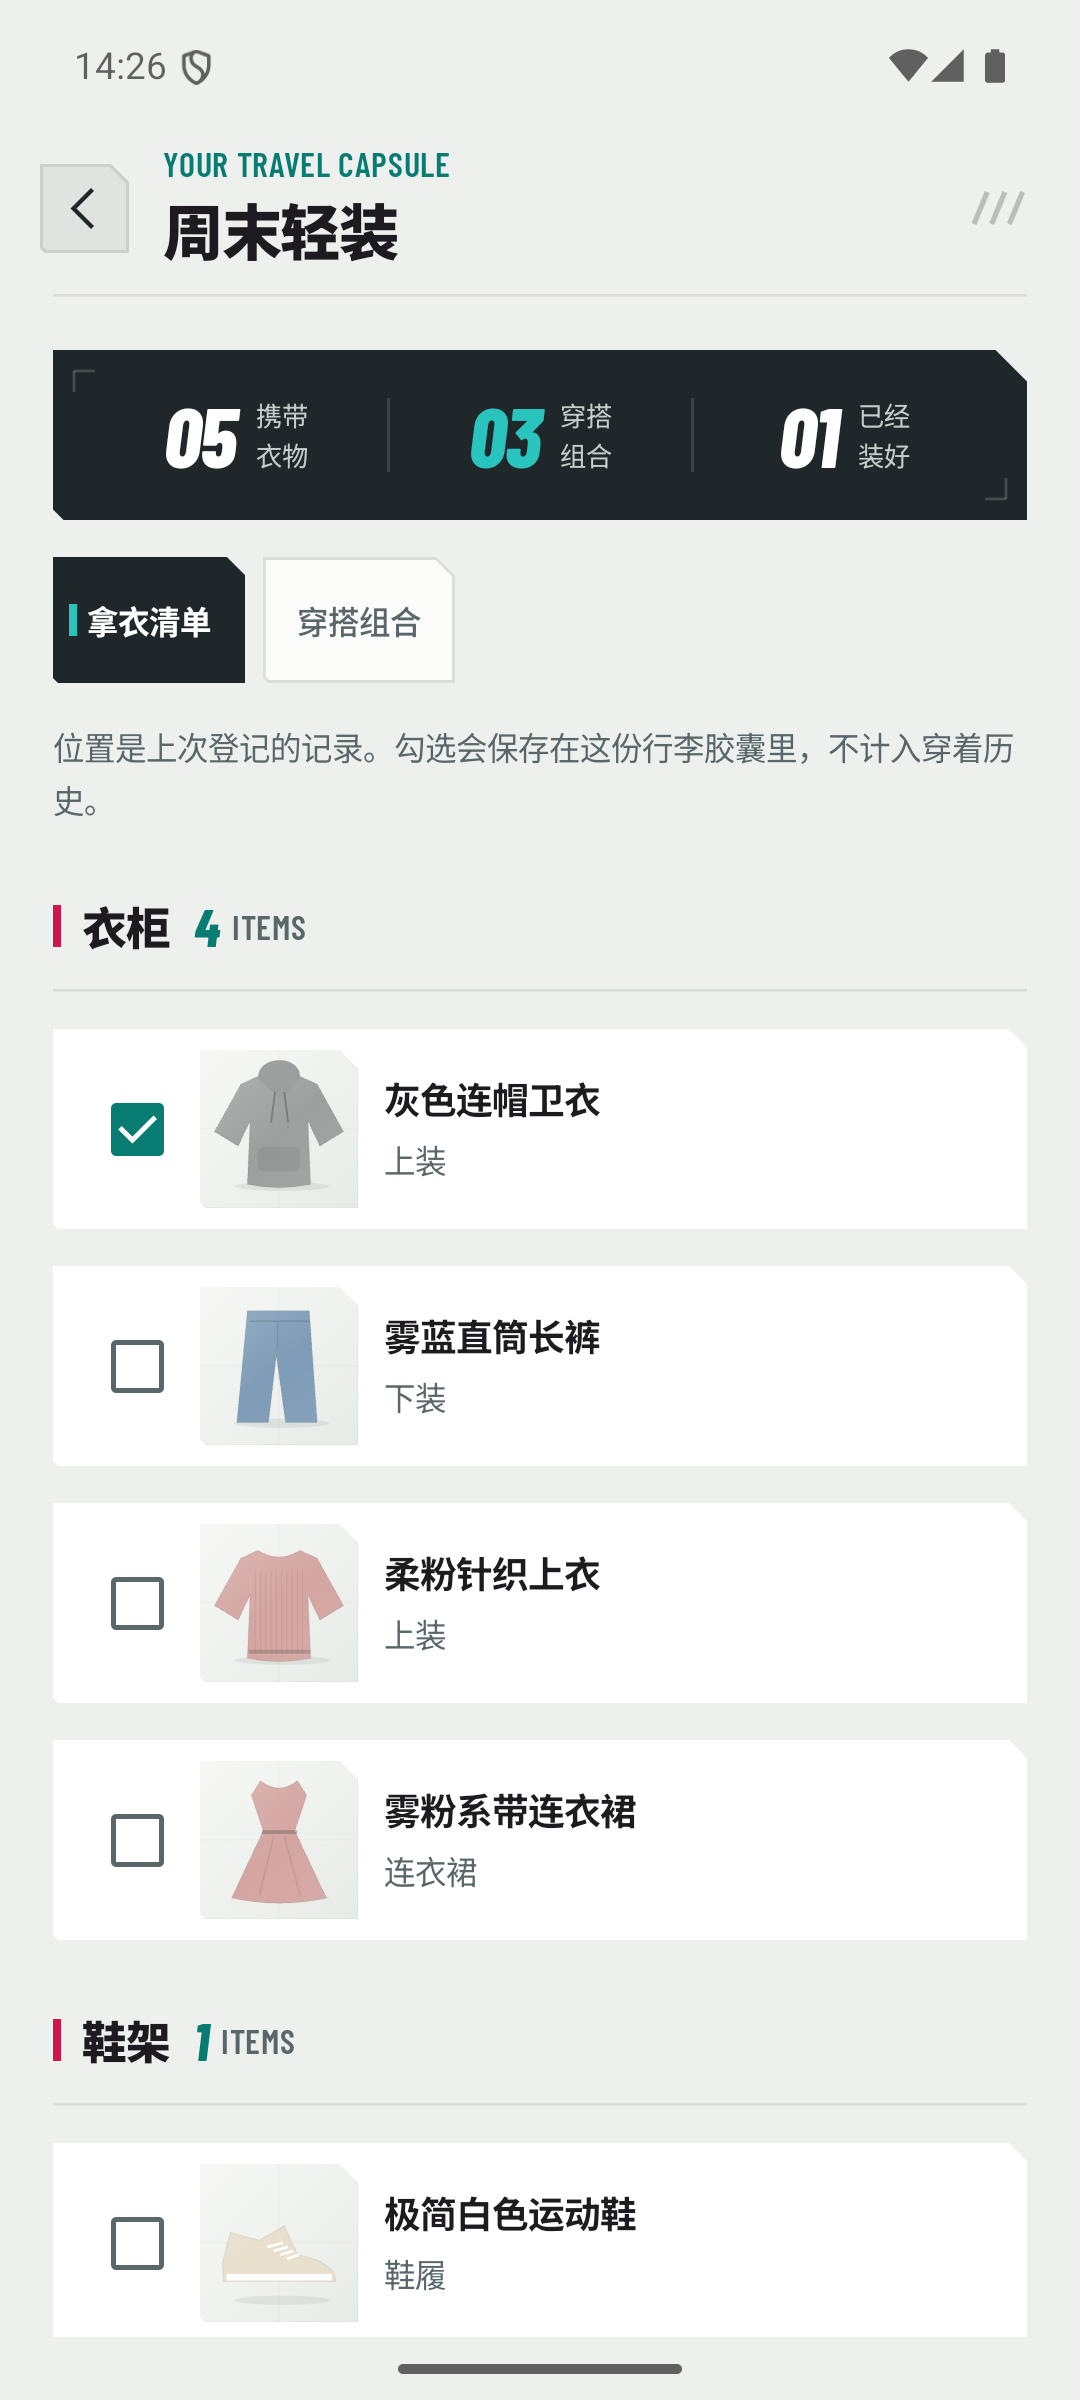 14:26
YOUR TRAVEL CAPSULE
周末轻装
05 携带衣物
03 穿搭组合
01 已经装好
拿衣清单
穿搭组合
位置是上次登记的记录。勾选会保存在这份行李胶囊里，不计入穿着历
史。
衣柜 4 ITEMS
灰色连帽卫衣
上装
雾蓝直筒长裤
下装
柔粉针织上衣
上装
雾粉系带连衣裙
连衣裙
鞋架 1 ITEMS
极简白色运动鞋
鞋履